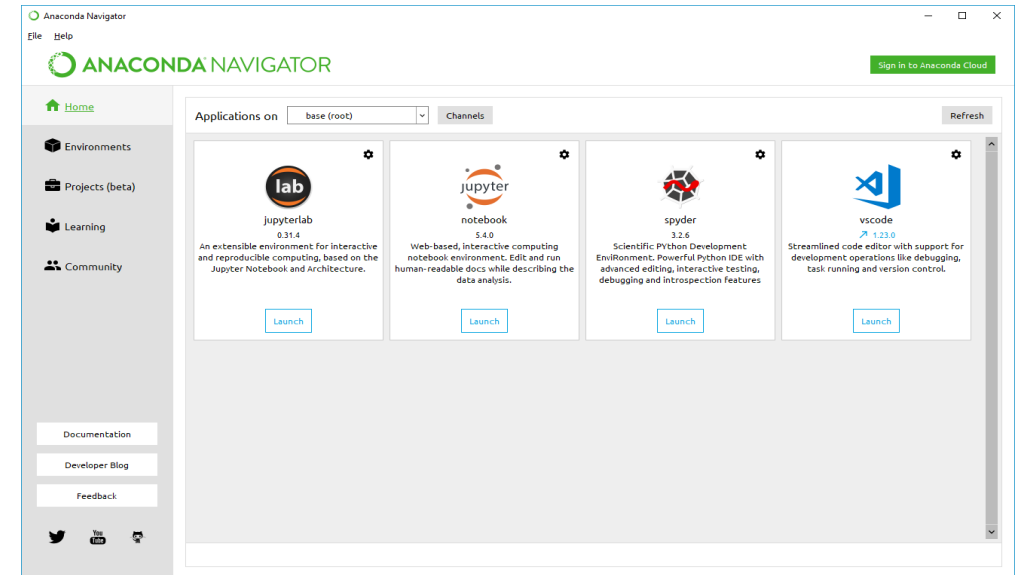 Anaconda Navigator
File Help
ANACONDA NAVIGATOR
Sign in to Anaconda Cloud
Home
Environments
Projects (beta)
Learning
Community
Documentation
Developer Blog
Feedback
You
Tube
Applications on base (root) Channels Refresh
lab
jupyterlab
0.31.4
An extensible environment for interactive
and reproducible computing, based on the
Jupyter Notebook and Architecture.
Launch
jupyter
notebook
5.4.0
Web-based, interactive computing
notebook environment. Edit and run
human-readable docs while describing the
data analysis.
Launch
spyder
3.2.6
Scientific PYthon Development
EnviRonment. Powerful Python IDE with
advanced editing, interactive testing,
debugging and introspection features
Launch
vscode
1.23.0
Streamlined code editor with support for
development operations like debugging,
task running and version control.
Launch